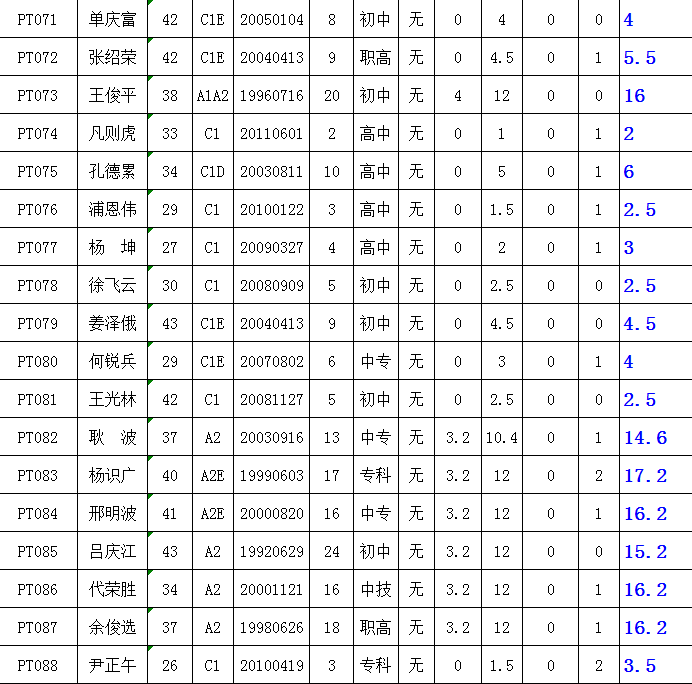 PT071 单庆富 42 C1E 20050104 8 初中 无 0 4 0 0 4
PT072 张绍荣 42 C1E 20040413 9 职高 无 0 4.5 0 1 5.5
PT073 王俊平 38 A1A2 19960716 20 初中 无 4 12 0 0 16
PT074 凡则虎 33 C1 20110601 2 高中 无 0 1 0 1 2
PT075 孔德累 34 C1D 20030811 10 高中 无 0 5 0 1 6
PT076 浦恩伟 29 C1 20100122 3 高中 无 0 1.5 0 1 2.5
PT077 杨 坤 27 C1 20090327 4 高中 无 0 2 0 1 3
PT078 徐飞云 30 C1 20080909 5 初中 无 0 2.5 0 0 2.5
PT079 姜泽俄 43 C1E 20040413 9 初中 无 0 4.5 0 0 4.5
PT080 何锐兵 29 C1E 20070802 6 中专 无 0 3 0 1 4
PT081 王光林 42 C1 20081127 5 初中 无 0 2.5 0 0 2.5
PT082 耿 波 37 A2 20030916 13 中专 无 3.2 10.4 0 1 14.6
PT083 杨识广 40 A2E 19990603 17 专科 无 3.2 12 0 2 17.2
PT084 邢明波 41 A2E 20000820 16 中专 无 3.2 12 0 1 16.2
PT085 吕庆江 43 A2 19920629 24 初中 无 3.2 12 0 0 15.2
PT086 代荣胜 34 A2 20001121 16 中技 无 3.2 12 0 1 16.2
PT087 余俊选 37 A2 19980626 18 职高 无 3.2 12 0 1 16.2
PT088 尹正午 26 C1 20100419 3 专科 无 0 1.5 0 2 3.5